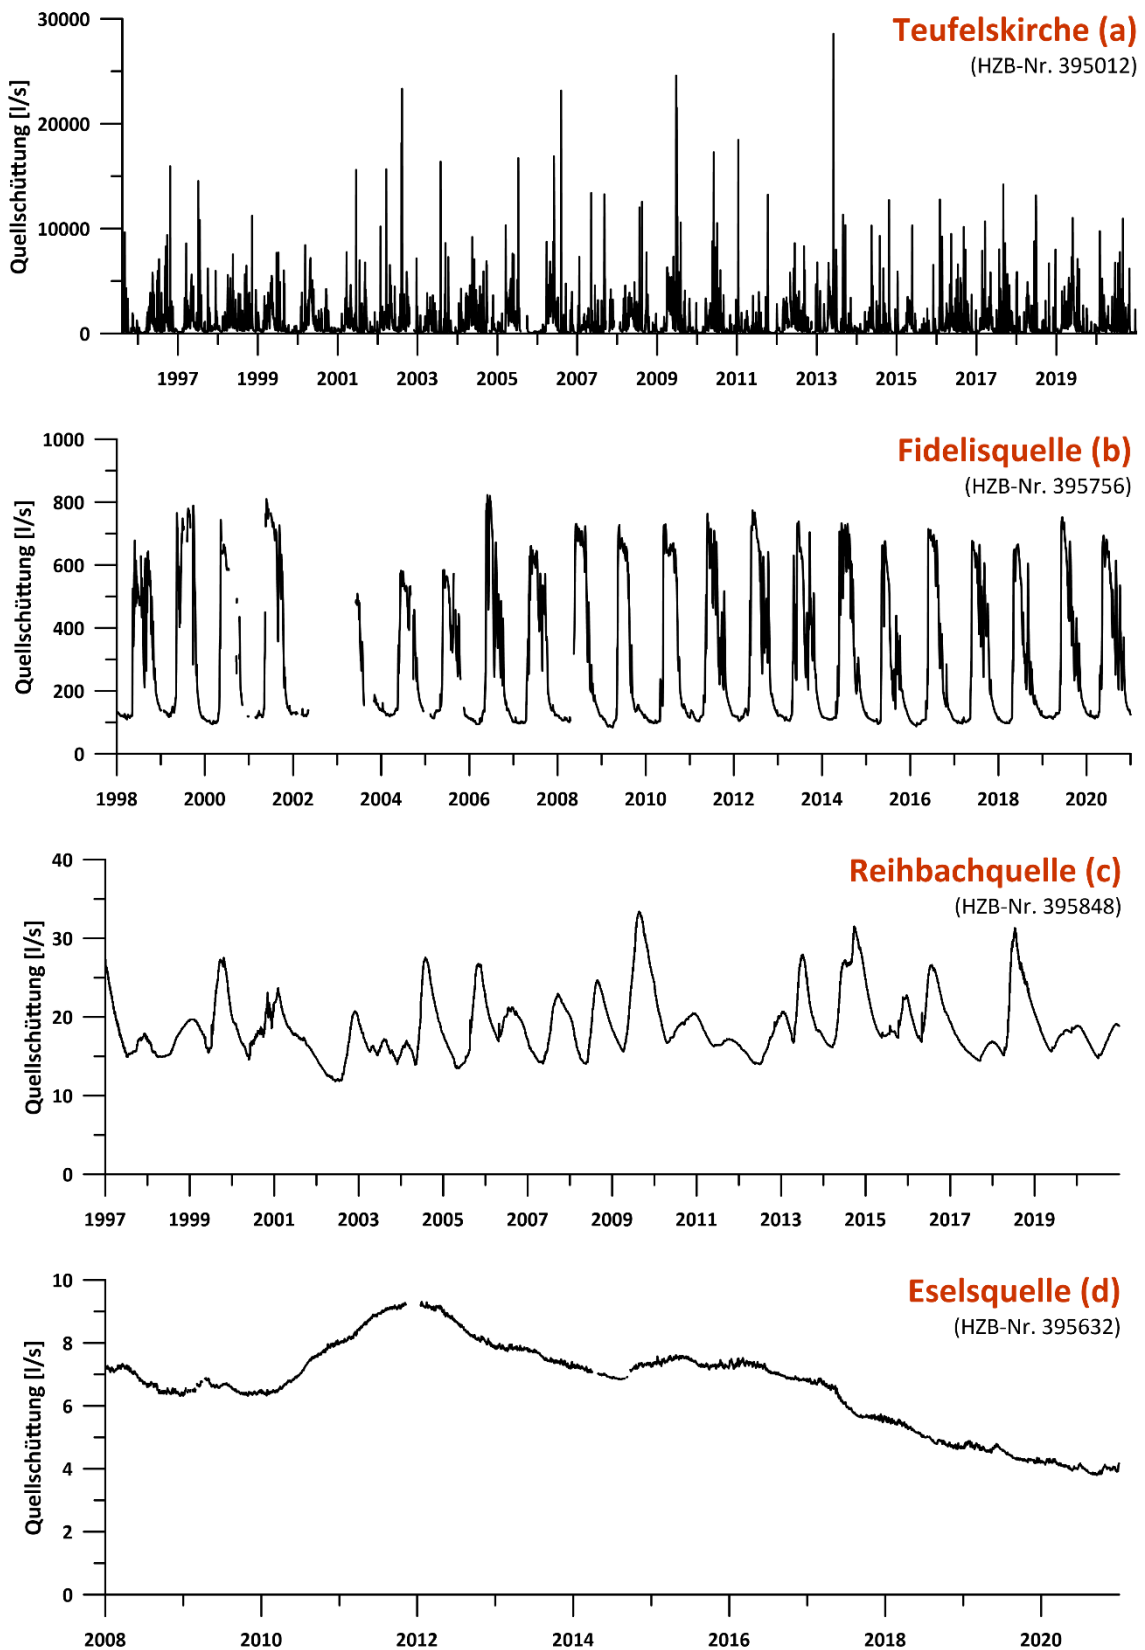 Teufelskirche (a)
(HZB-Nr. 395012)
Quellschüttung [l/s]
30000
20000
10000
0
1997 1999 2001 2003 2005 2007 2009 2011 2013 2015 2017 2019
Fidelisquelle (b)
(HZB-Nr. 395756)
Quellschüttung [l/s]
1000
800
600
400
200
0
1998 2000 2002 2004 2006 2008 2010 2012 2014 2016 2018 2020
Reihbachquelle (c)
(HZB-Nr. 395848)
Quellschüttung [l/s]
40
30
20
10
0
1997 1999 2001 2003 2005 2007 2009 2011 2013 2015 2017 2019
Eselsquelle (d)
(HZB-Nr. 395632)
Quellschüttung [l/s]
10
8
6
4
2
0
2008 2010 2012 2014 2016 2018 2020